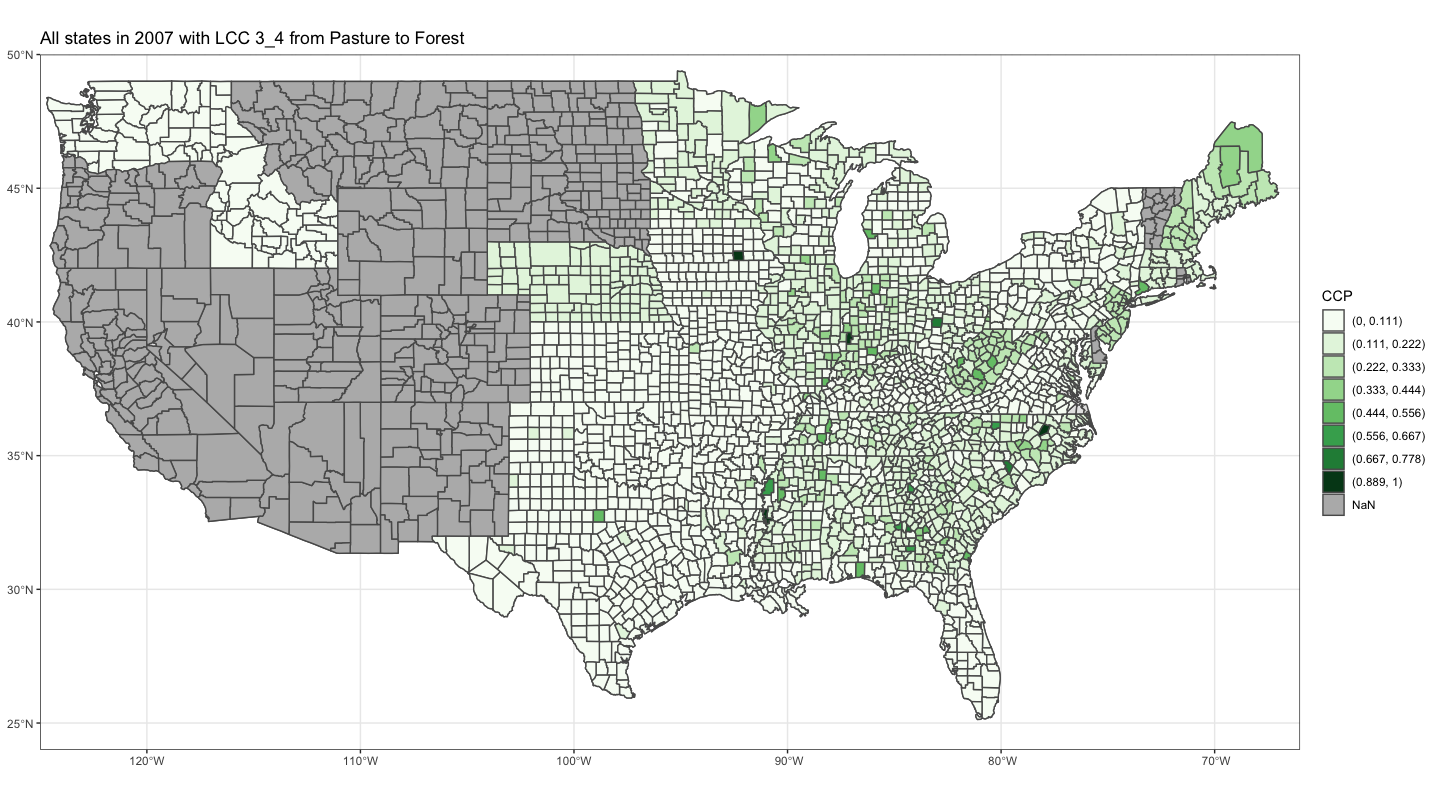 All states in 2007 with LCC 3_4 from Pasture to Forest
50°N
45°N
40°N
35°N
30°N
25°N
120°W
110°W
100°W
90°W
80°W
70°W
CCP
(0, 0.111)
(0.111, 0.222)
(0.222, 0.333)
(0.333, 0.444)
(0.444, 0.556)
(0.556, 0.667)
(0.667, 0.778)
(0.889, 1)
NaN